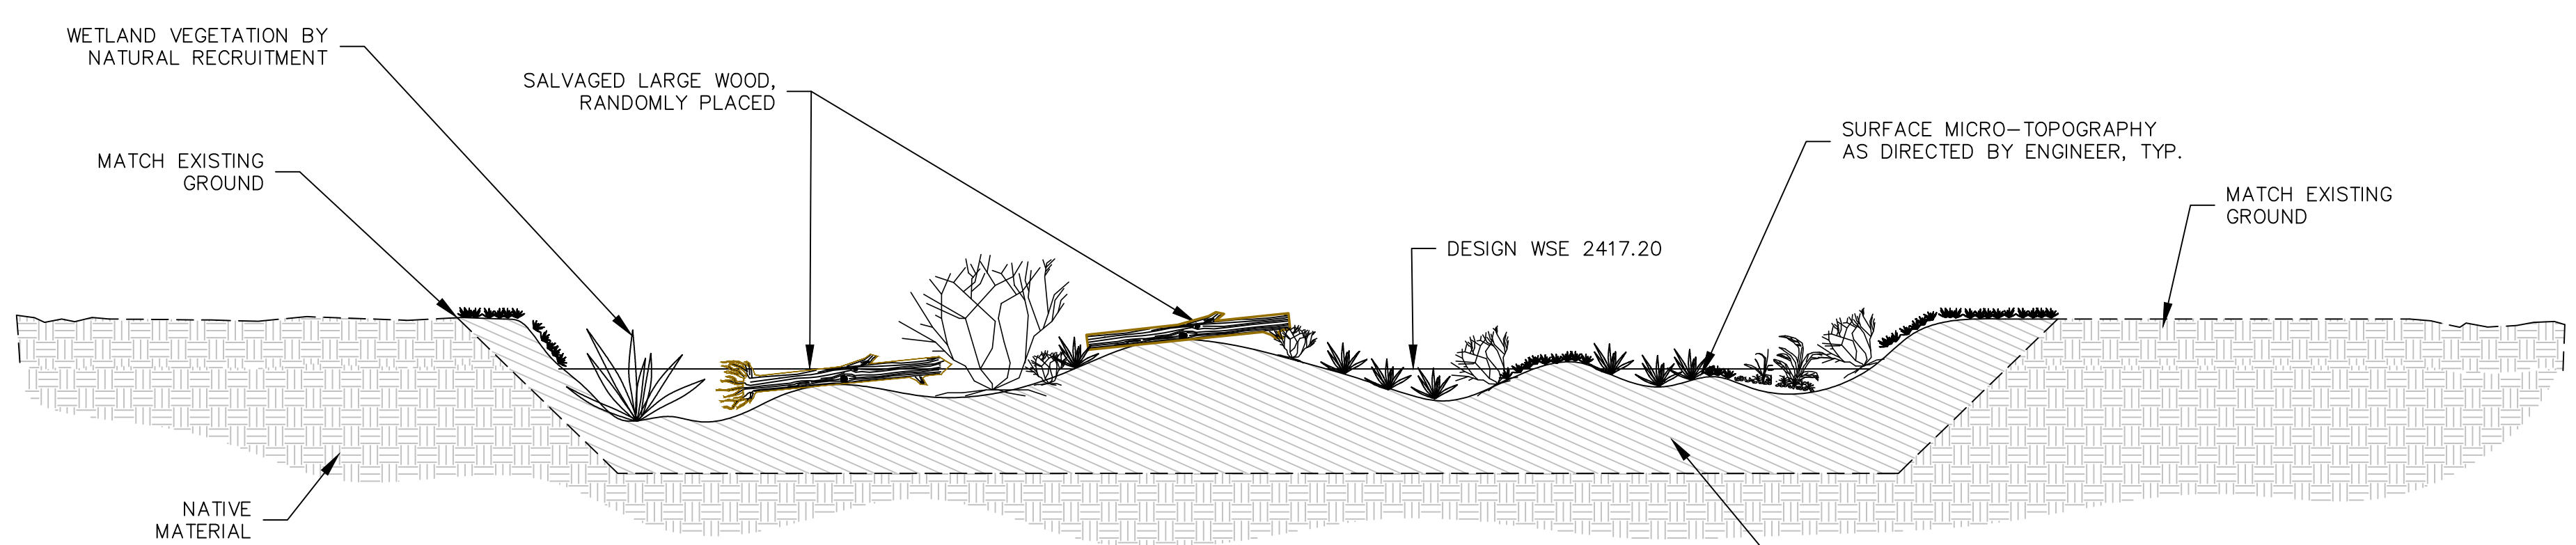 WETLAND VEGETATION BY
NATURAL RECRUITMENT
SALVAGED LARGE WOOD,
RANDOMLY PLACED
MATCH EXISTING
GROUND
SURFACE MICRO-TOPOGRAPHY
AS DIRECTED BY ENGINEER, TYP.
MATCH EXISTING
GROUND
DESIGN WSE 2417.20
NATIVE
MATERIAL